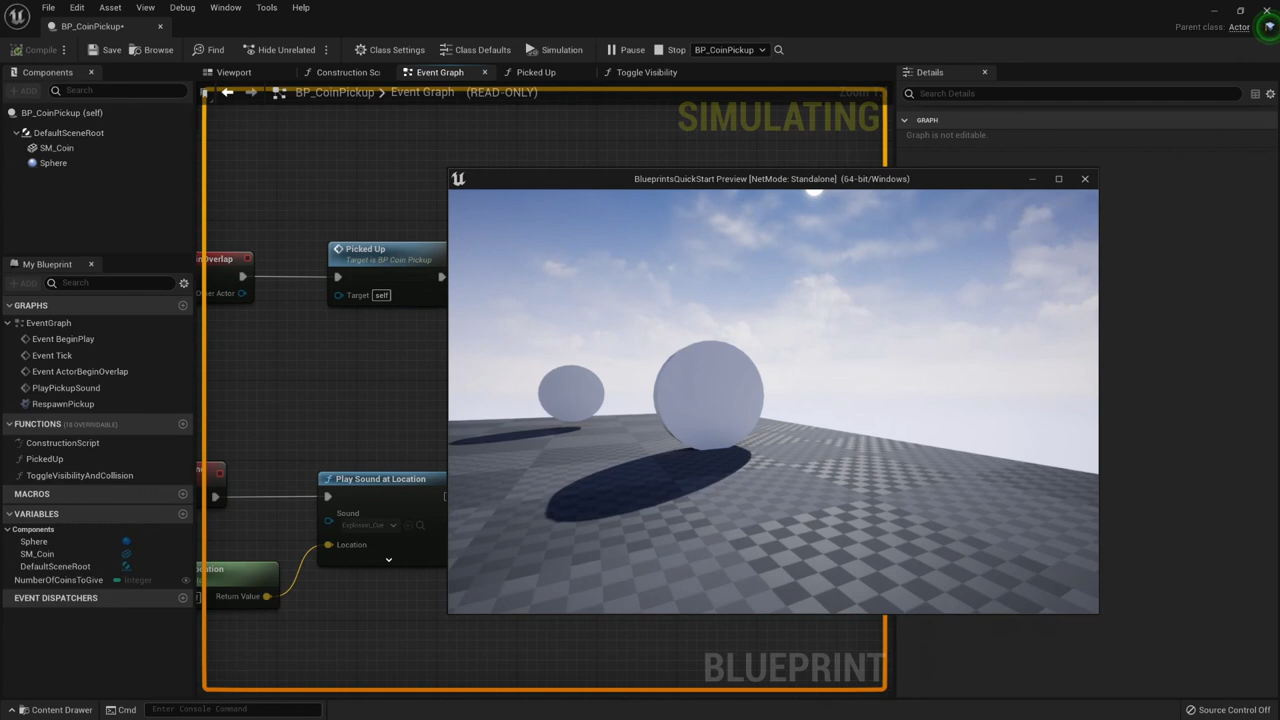 File Edit Asset View Debug Window Tools Help
BP_CoinPickup•
Parent class: Actor
Compile Save Browse Find Hide Unrelated Class Settings Class Defaults Simulation Pause Stop BP_CoinPickup
Components Viewport Construction Sc Event Graph Picked Up Toggle Visibility Details
ADD Search
BP_CoinPickup > Event Graph (READ-ONLY)
Search Details
BP_CoinPickup (self)
SIMULATING
GRAPH
Graph is not editable.
DefaultSceneRoot
SM_Coin
Sphere
BlueprintsQuickStart Preview [NetMode: Standalone] (64-bit/Windows)
inOverlap
Other Actor
Picked Up
Target is BP Coin Pickup
Target self
My Blueprint
ADD Search
GRAPHS
EventGraph
Event BeginPlay
Event Tick
Event ActorBeginOverlap
PlayPickupSound
RespawnPickup
FUNCTIONS (18 OVERRIDABLE)
ConstructionScript
PickedUp
ToggleVisibilityAndCollision
MACROS
VARIABLES
Components
Sphere
SM_Coin
DefaultSceneRoot
NumberOfCoinsToGive Integer
EVENT DISPATCHERS
Play Sound at Location
Sound
Explosion_Cue
Location
Return Value
BLUEPRINT
Content Drawer Cmd Enter Console Command
Source Control Off